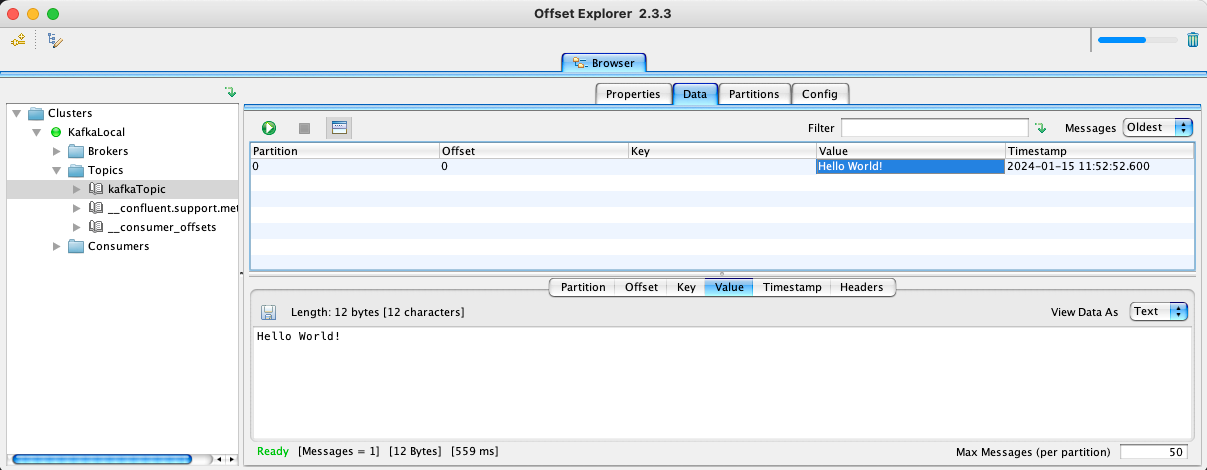 Offset Explorer 2.3.3
Browser
Clusters
KafkaLocal
Brokers
Topics
kafkaTopic
__confluent.support.met
__consumer_offsets
Consumers
Properties Data Partitions Config
Filter Messages Oldest
Partition Offset Key Value Timestamp
0 0 Hello World! 2024-01-15 11:52:52.600
Partition Offset Key Value Timestamp Headers
Length: 12 bytes [12 characters] View Data As Text
Hello World!
Ready [Messages = 1] [12 Bytes] [559 ms] Max Messages (per partition) 50